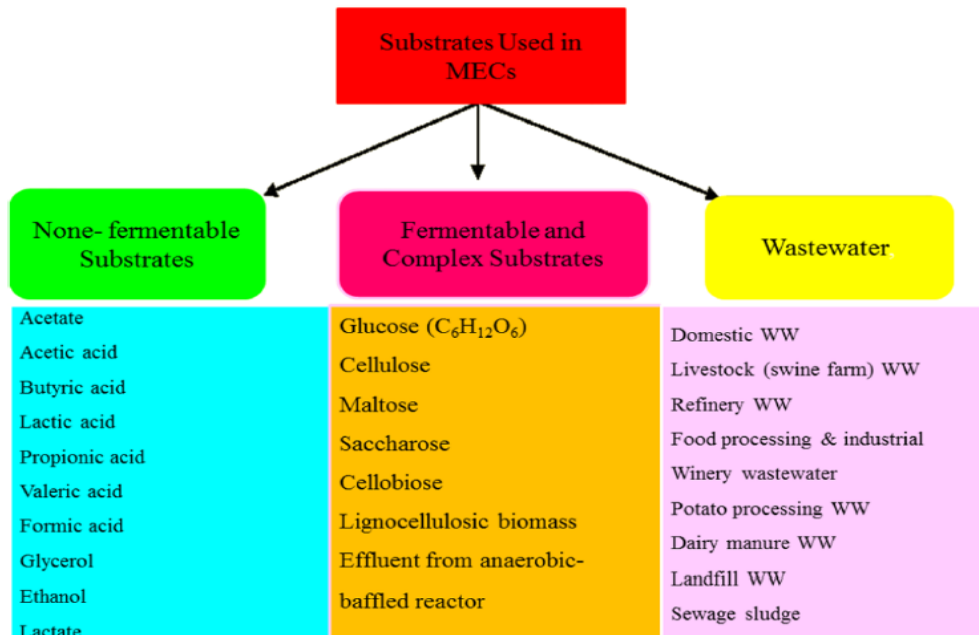 Substrates Used in
MECs
None- fermentable
Substrates
Fermentable and
Complex Substrates
Wastewater
Acetate
Acetic acid
Butyric acid
Lactic acid
Propionic acid
Valeric acid
Formic acid
Glycerol
Ethanol
Lactate
Glucose (C₆H₁₂O₆)
Cellulose
Maltose
Saccharose
Cellobiose
Lignocellulosic biomass
Effluent from anaerobic-
baffled reactor
Domestic WW
Livestock (swine farm) WW
Refinery WW
Food processing & industrial
Winery wastewater
Potato processing WW
Dairy manure WW
Landfill WW
Sewage sludge